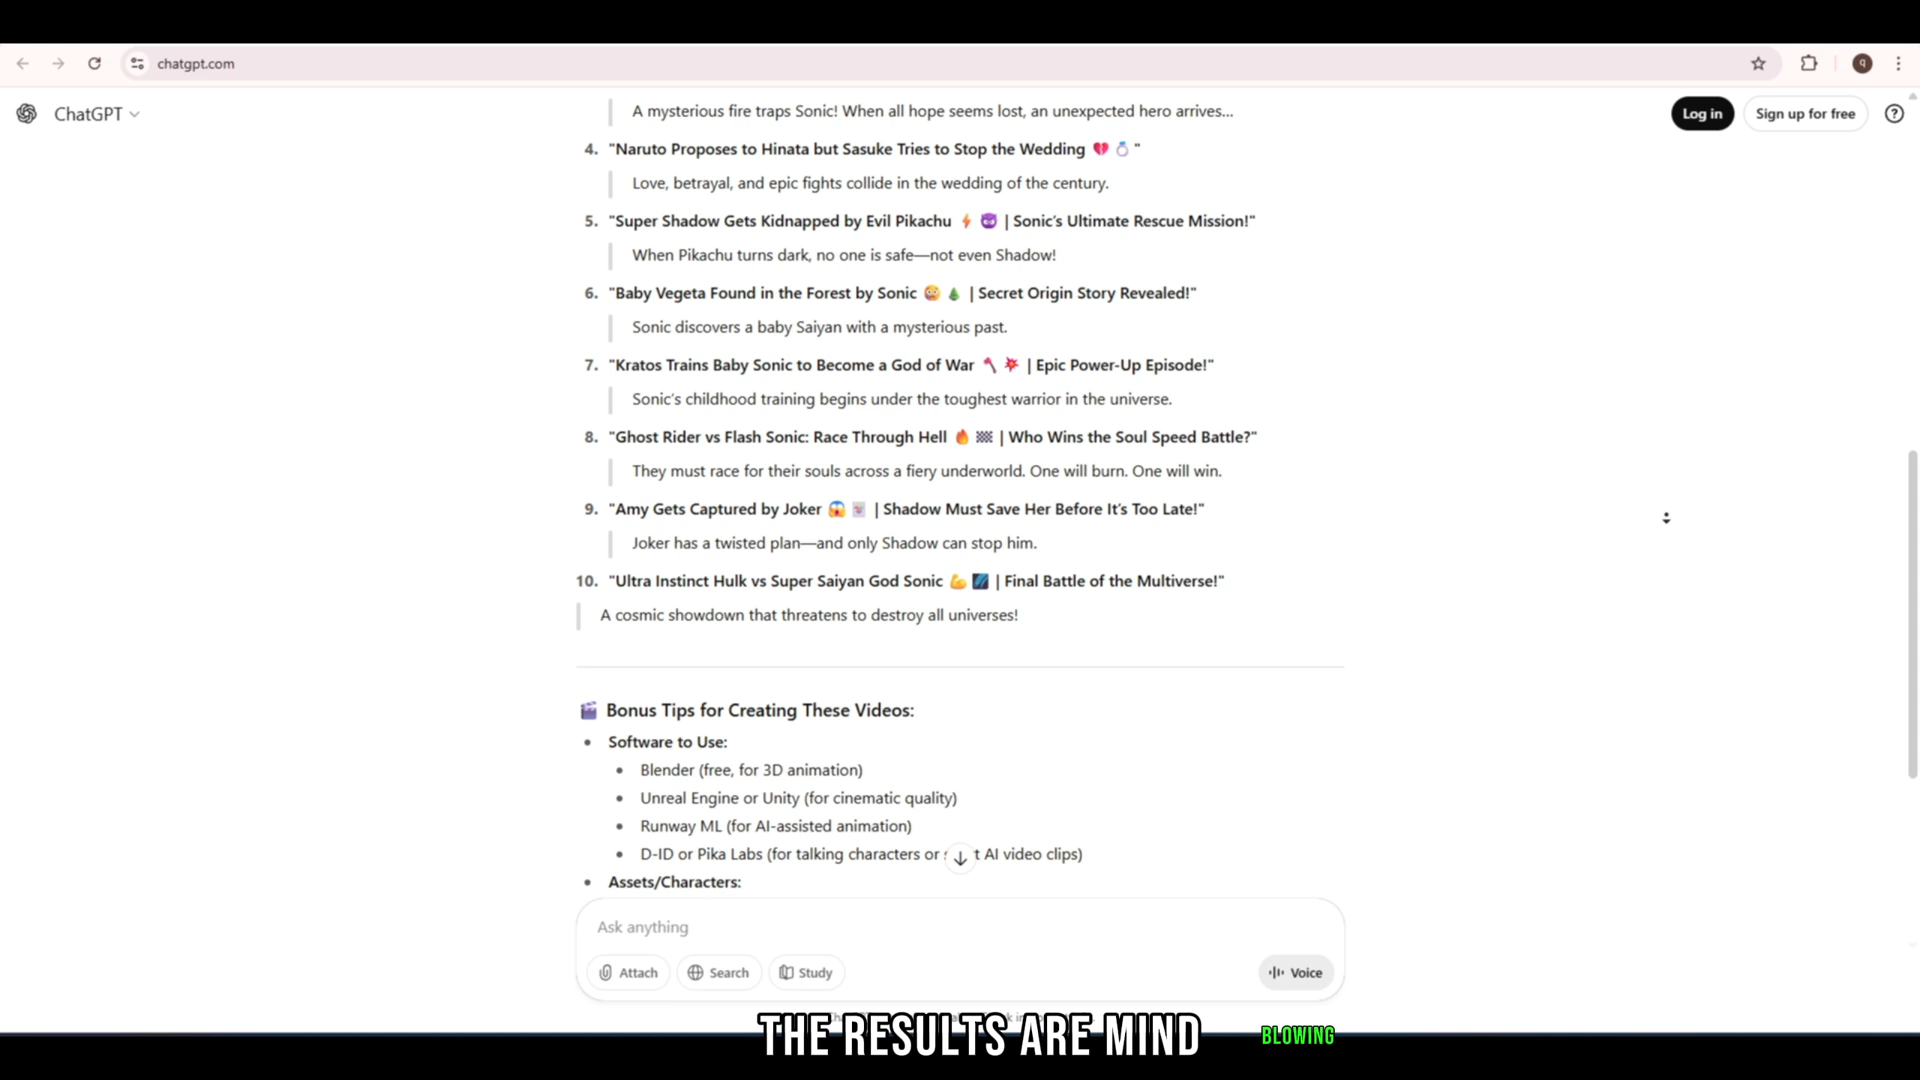 chatgpt.com
q
ChatGPT
Log in
Sign up for free
A mysterious fire traps Sonic! When all hope seems lost, an unexpected hero arrives...
4. "Naruto Proposes to Hinata but Sasuke Tries to Stop the Wedding 💔 💍 "
Love, betrayal, and epic fights collide in the wedding of the century.
5. "Super Shadow Gets Kidnapped by Evil Pikachu ⚡ 😈 | Sonic's Ultimate Rescue Mission!"
When Pikachu turns dark, no one is safe—not even Shadow!
6. "Baby Vegeta Found in the Forest by Sonic 😳 🌲 | Secret Origin Story Revealed!"
Sonic discovers a baby Saiyan with a mysterious past.
7. "Kratos Trains Baby Sonic to Become a God of War 🪓 💥 | Epic Power-Up Episode!"
Sonic's childhood training begins under the toughest warrior in the universe.
8. "Ghost Rider vs Flash Sonic: Race Through Hell 🔥 🏁 | Who Wins the Soul Speed Battle?"
They must race for their souls across a fiery underworld. One will burn. One will win.
9. "Amy Gets Captured by Joker 😱 🃏 | Shadow Must Save Her Before It's Too Late!"
Joker has a twisted plan—and only Shadow can stop him.
10. "Ultra Instinct Hulk vs Super Saiyan God Sonic 💪 🌌 | Final Battle of the Multiverse!"
A cosmic showdown that threatens to destroy all universes!
🎬 Bonus Tips for Creating These Videos:
• Software to Use:
• Blender (free, for 3D animation)
• Unreal Engine or Unity (for cinematic quality)
• Runway ML (for AI-assisted animation)
• D-ID or Pika Labs (for talking characters or AI video clips)
• Assets/Characters:
Ask anything
Attach
Search
Study
Voice
THE RESULTS ARE MIND BLOWING